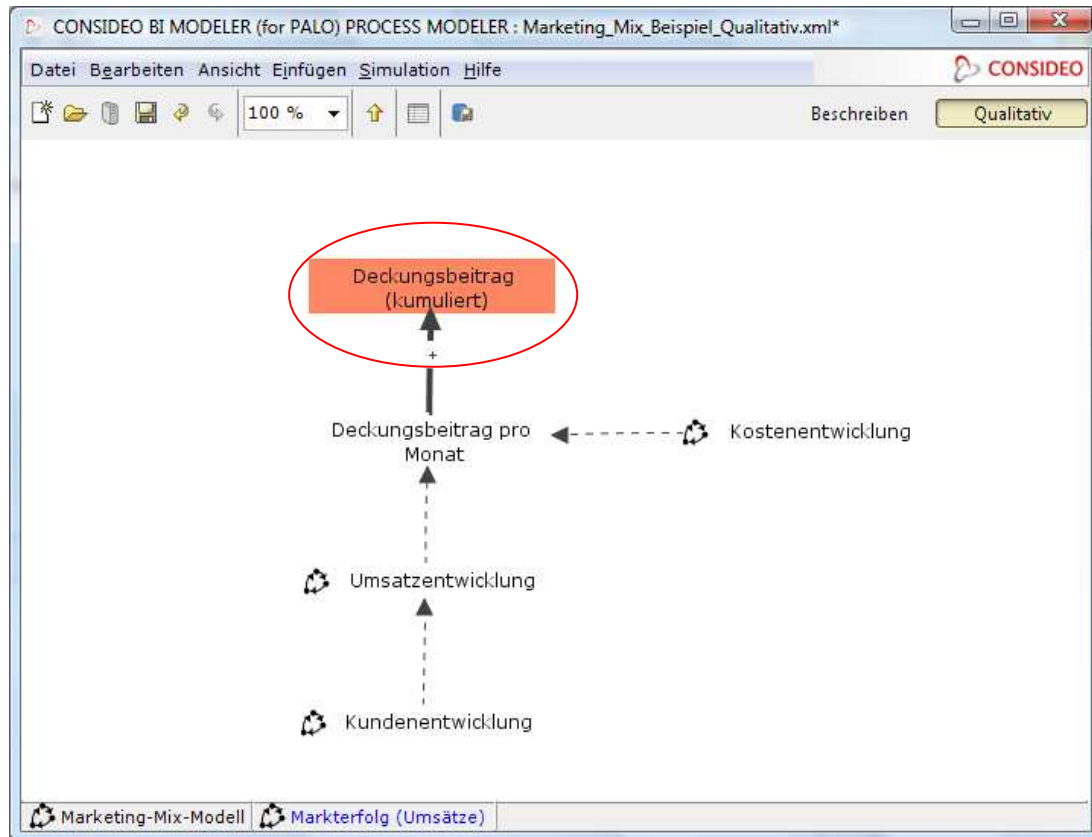 CONSIDEO BI MODELER (for PALO) PROCESS MODELER : Marketing_Mix_Beispiel_Qualitativ.xml*
Datei Bearbeiten Ansicht Einfügen Simulation Hilfe
CONSIDEO
100 %
Beschreiben
Qualitativ
Deckungsbeitrag
(kumuliert)
+
Deckungsbeitrag pro
Monat
Kostenentwicklung
Umsatzentwicklung
Kundenentwicklung
Marketing-Mix-Modell
Markterfolg (Umsätze)